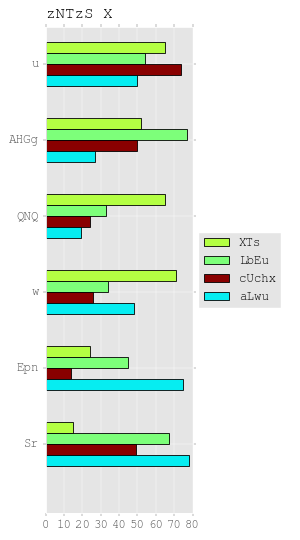 zNTzS X
u
AHGg
QNQ
w
Epn
Sr
0 10 20 30 40 50 60 70 80
XTs
LbEu
cUchx
aLwu